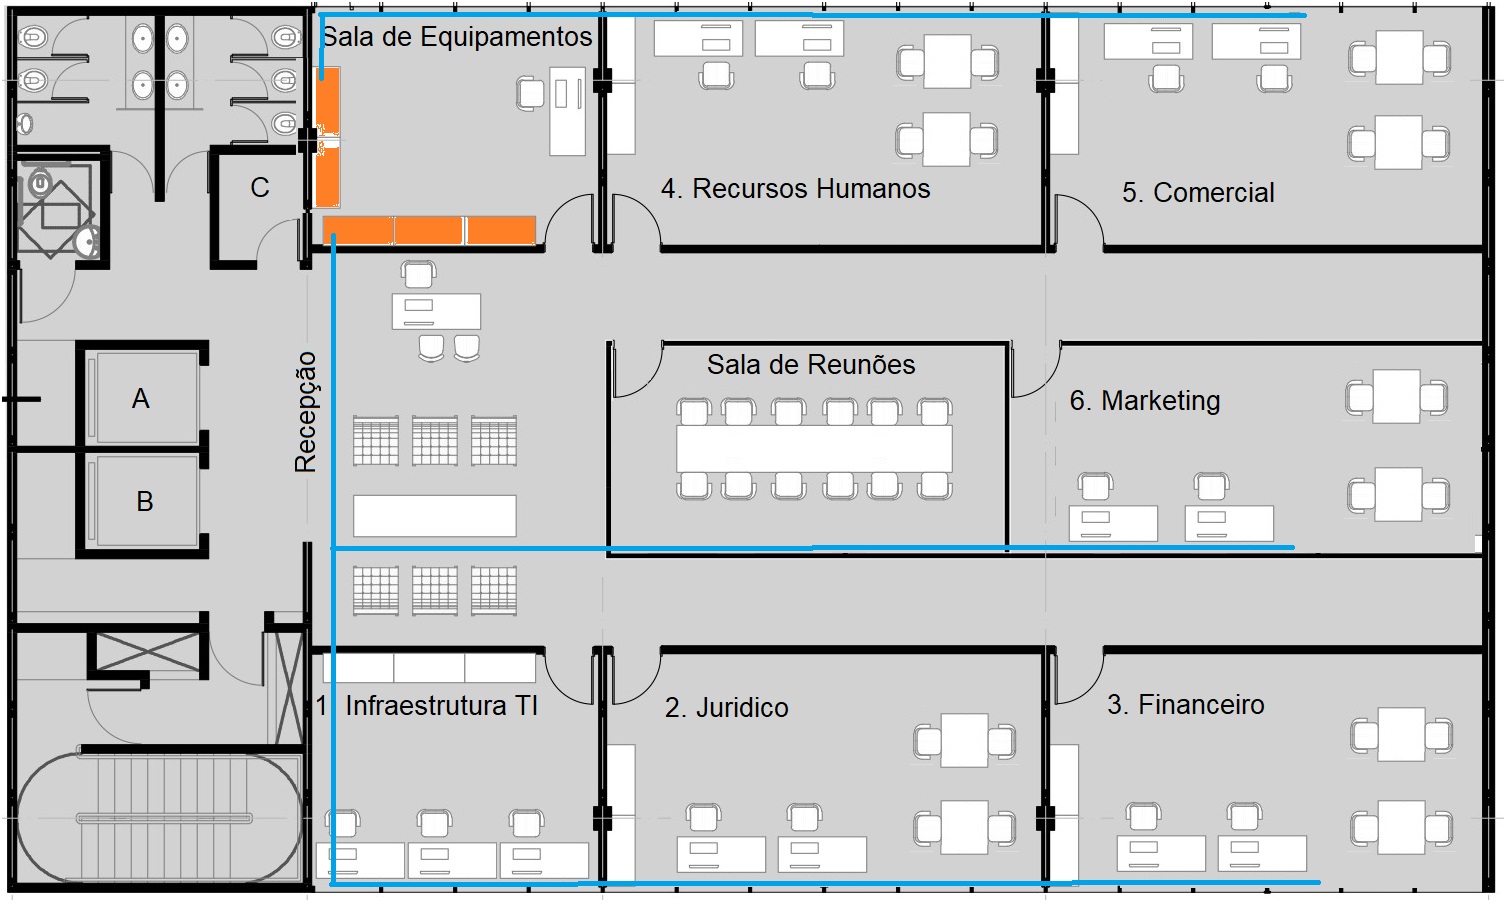 Sala de Equipamentos
C
4. Recursos Humanos
5. Comercial
Recepção
A
Sala de Reunões
6. Marketing
B
1. Infraestrutura TI
2. Juridico
3. Financeiro